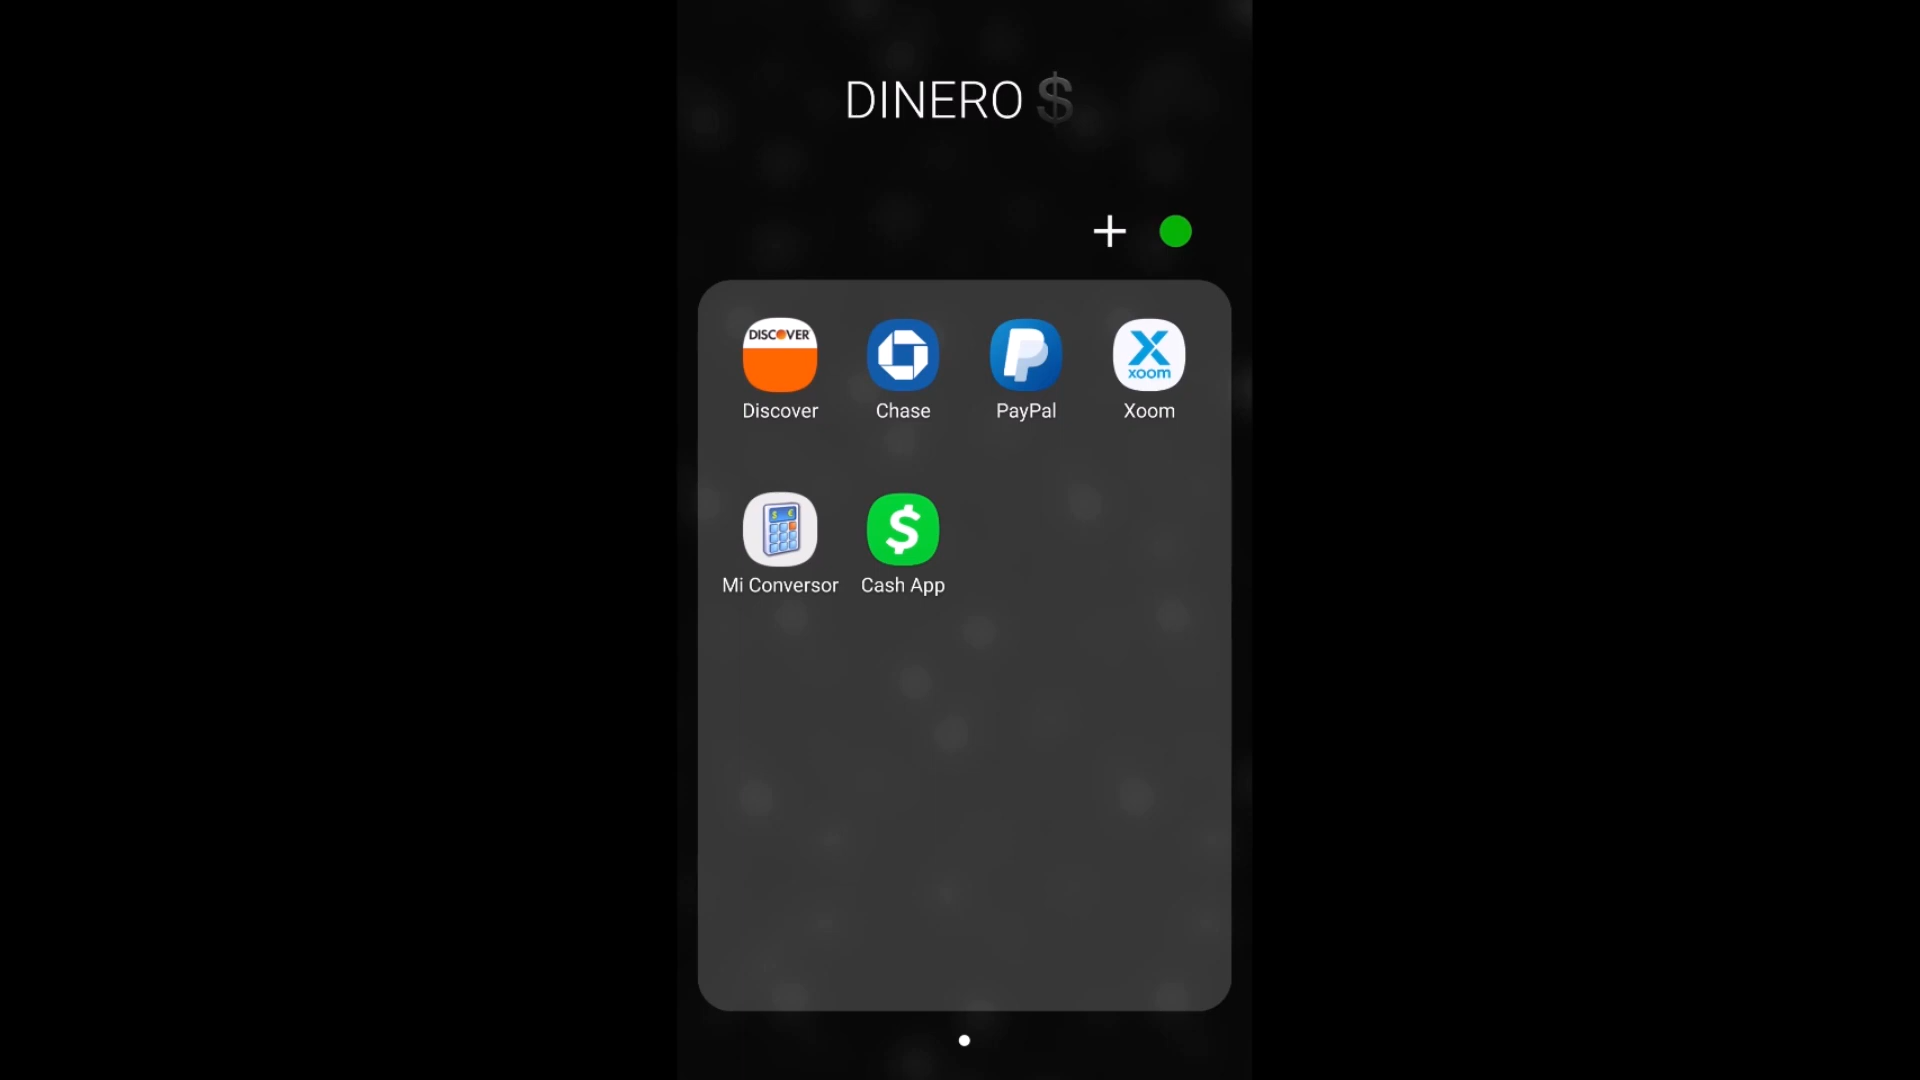 DINERO $
DISCOVER
xoom
Discover Chase PayPal Xoom
$ €
$
Mi Conversor Cash App